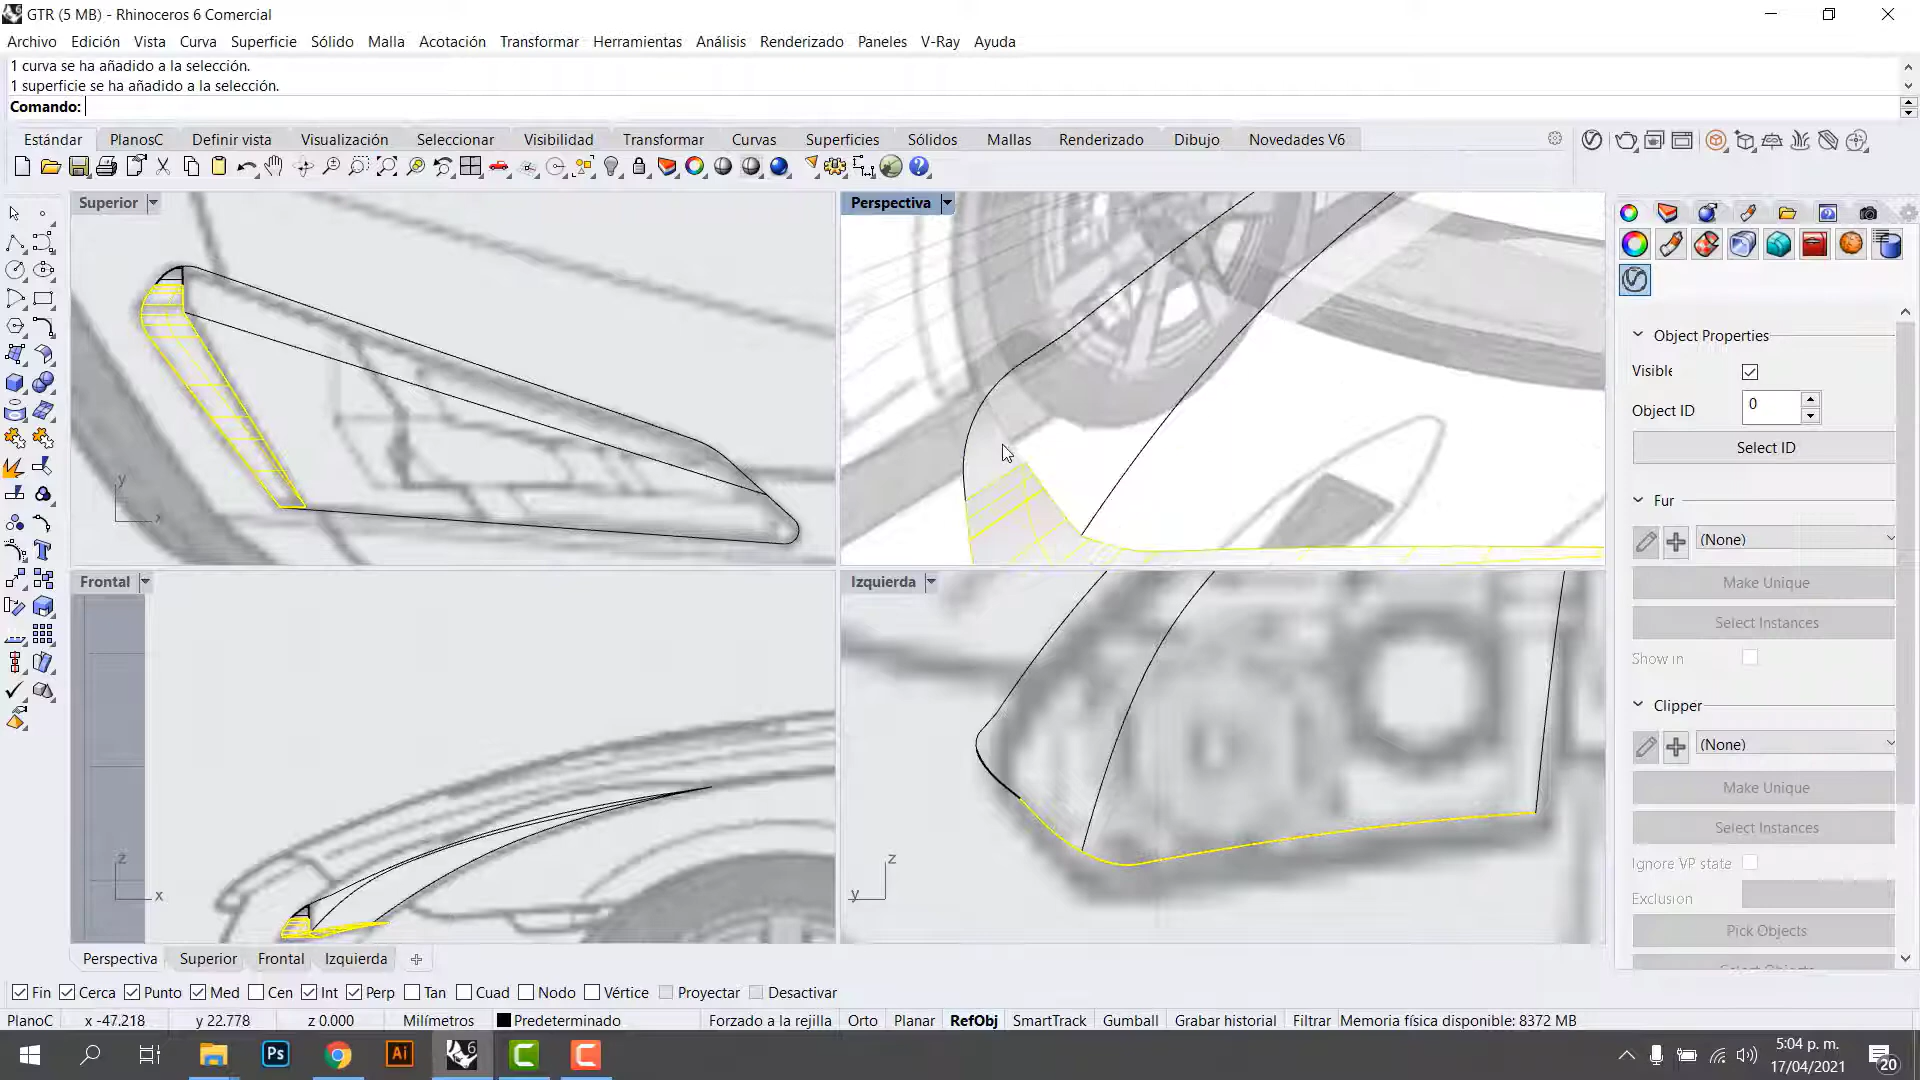 GTR (5 MB) - Rhinoceros 6 Comercial
Archivo Edición Vista Curva Superficie Sólido Malla Acotación Transformar Herramientas Análisis Renderizado Paneles V-Ray Ayuda
1 curva se ha añadido a la selección.
1 superficie se ha añadido a la selección.
Comando:
Estándar PlanosC Definir vista Visualización Seleccionar Visibilidad Transformar Curvas Superficies Sólidos Mallas Renderizado Dibujo Novedades V6
Superior
Perspectiva
y
x
Object Properties
Visible
Object ID 0
Select ID
Fur
(None)
Make Unique
Select Instances
Show in
Clipper
(None)
Make Unique
Select Instances
Ignore VP state
Exclusion
Pick Objects
Frontal
Izquierda
z
x
z
y
Perspectiva Superior Frontal Izquierda
Fin Cerca Punto Med Cen Int Perp Tan Cuad Nodo Vértice Proyectar Desactivar
PlanoC x -47.218 y 22.778 z 0.000 Milímetros Predeterminado Forzado a la rejilla Orto Planar RefObj SmartTrack Gumball Grabar historial Filtrar Memoria física disponible: 8372 MB
Ps
Ai
6
C
C
5:04 p. m.
17/04/2021
20